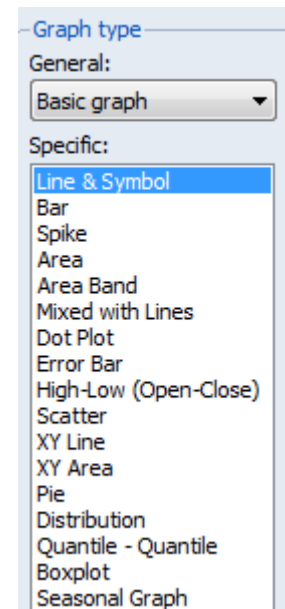 Graph type
General:
Basic graph
Specific:
Line & Symbol
Bar
Spike
Area
Area Band
Mixed with Lines
Dot Plot
Error Bar
High-Low (Open-Close)
Scatter
XY Line
XY Area
Pie
Distribution
Quantile - Quantile
Boxplot
Seasonal Graph